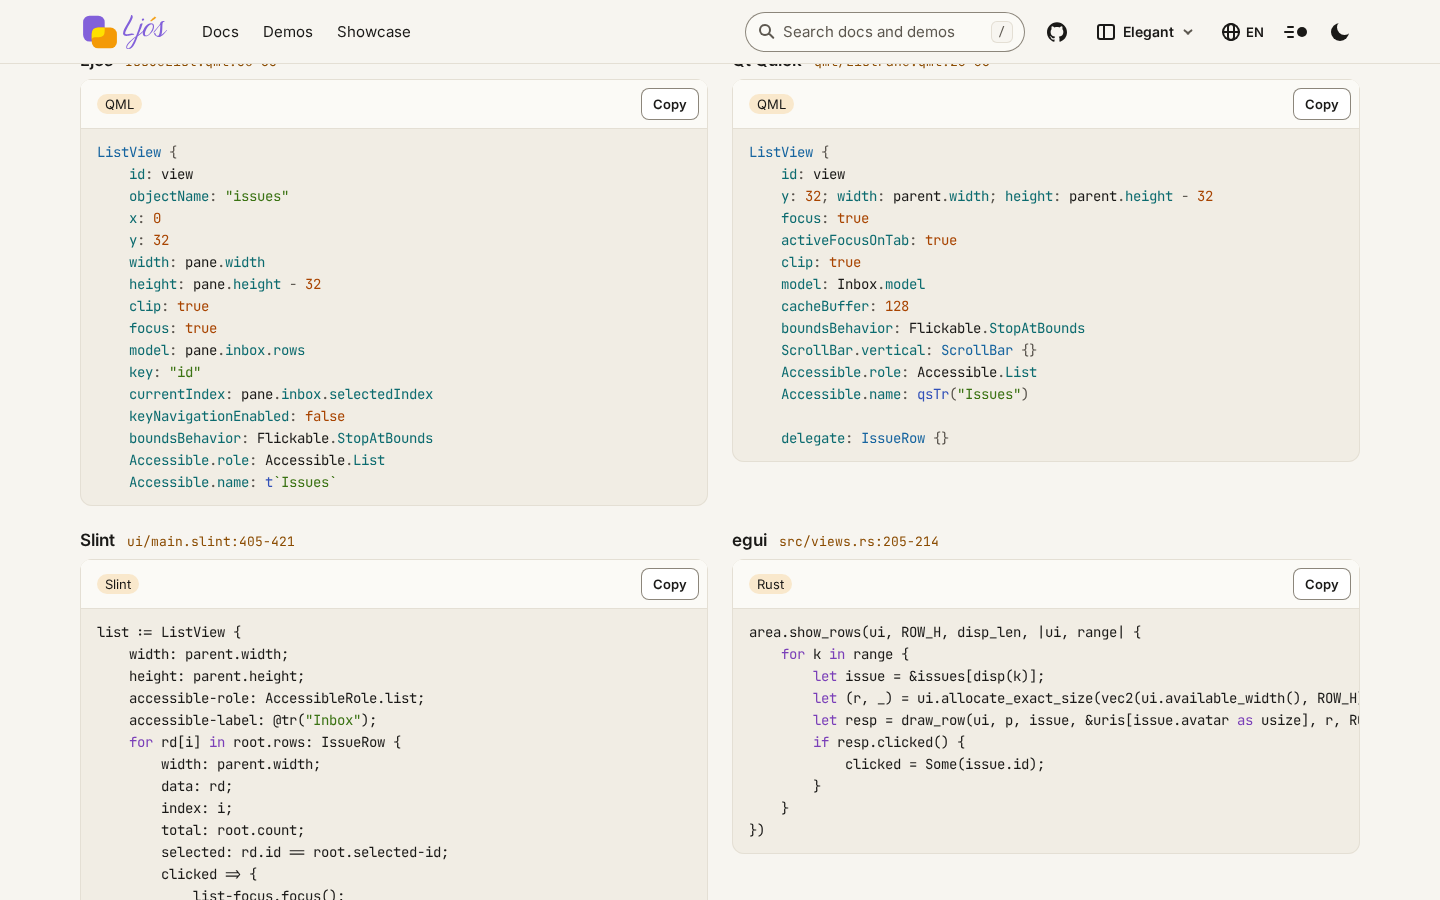 Ljós
Docs
Demos
Showcase
Search docs and demos
/
Elegant
EN
QML
Copy
ListView {
    id: view
    objectName: "issues"
    x: 0
    y: 32
    width: pane.width
    height: pane.height - 32
    clip: true
    focus: true
    model: pane.inbox.rows
    key: "id"
    currentIndex: pane.inbox.selectedIndex
    keyNavigationEnabled: false
    boundsBehavior: Flickable.StopAtBounds
    Accessible.role: Accessible.List
    Accessible.name: t`Issues`
QML
Copy
ListView {
    id: view
    y: 32; width: parent.width; height: parent.height - 32
    focus: true
    activeFocusOnTab: true
    clip: true
    model: Inbox.model
    cacheBuffer: 128
    boundsBehavior: Flickable.StopAtBounds
    ScrollBar.vertical: ScrollBar {}
    Accessible.role: Accessible.List
    Accessible.name: qsTr("Issues")
    delegate: IssueRow {}
Slint ui/main.slint:405-421
Slint
Copy
list := ListView {
    width: parent.width;
    height: parent.height;
    accessible-role: AccessibleRole.list;
    accessible-label: @tr("Inbox");
    for rd[i] in root.rows: IssueRow {
        width: parent.width;
        data: rd;
        index: i;
        total: root.count;
        selected: rd.id == root.selected-id;
        clicked => {
            list-focus.focus();
egui src/views.rs:205-214
Rust
Copy
area.show_rows(ui, ROW_H, disp_len, |ui, range| {
    for k in range {
        let issue = &issues[disp(k)];
        let (r, _) = ui.allocate_exact_size(vec2(ui.available_width(), ROW_H)
        let resp = draw_row(ui, p, issue, &uris[issue.avatar as usize], r,
        if resp.clicked() {
            clicked = Some(issue.id);
        }
    }
})